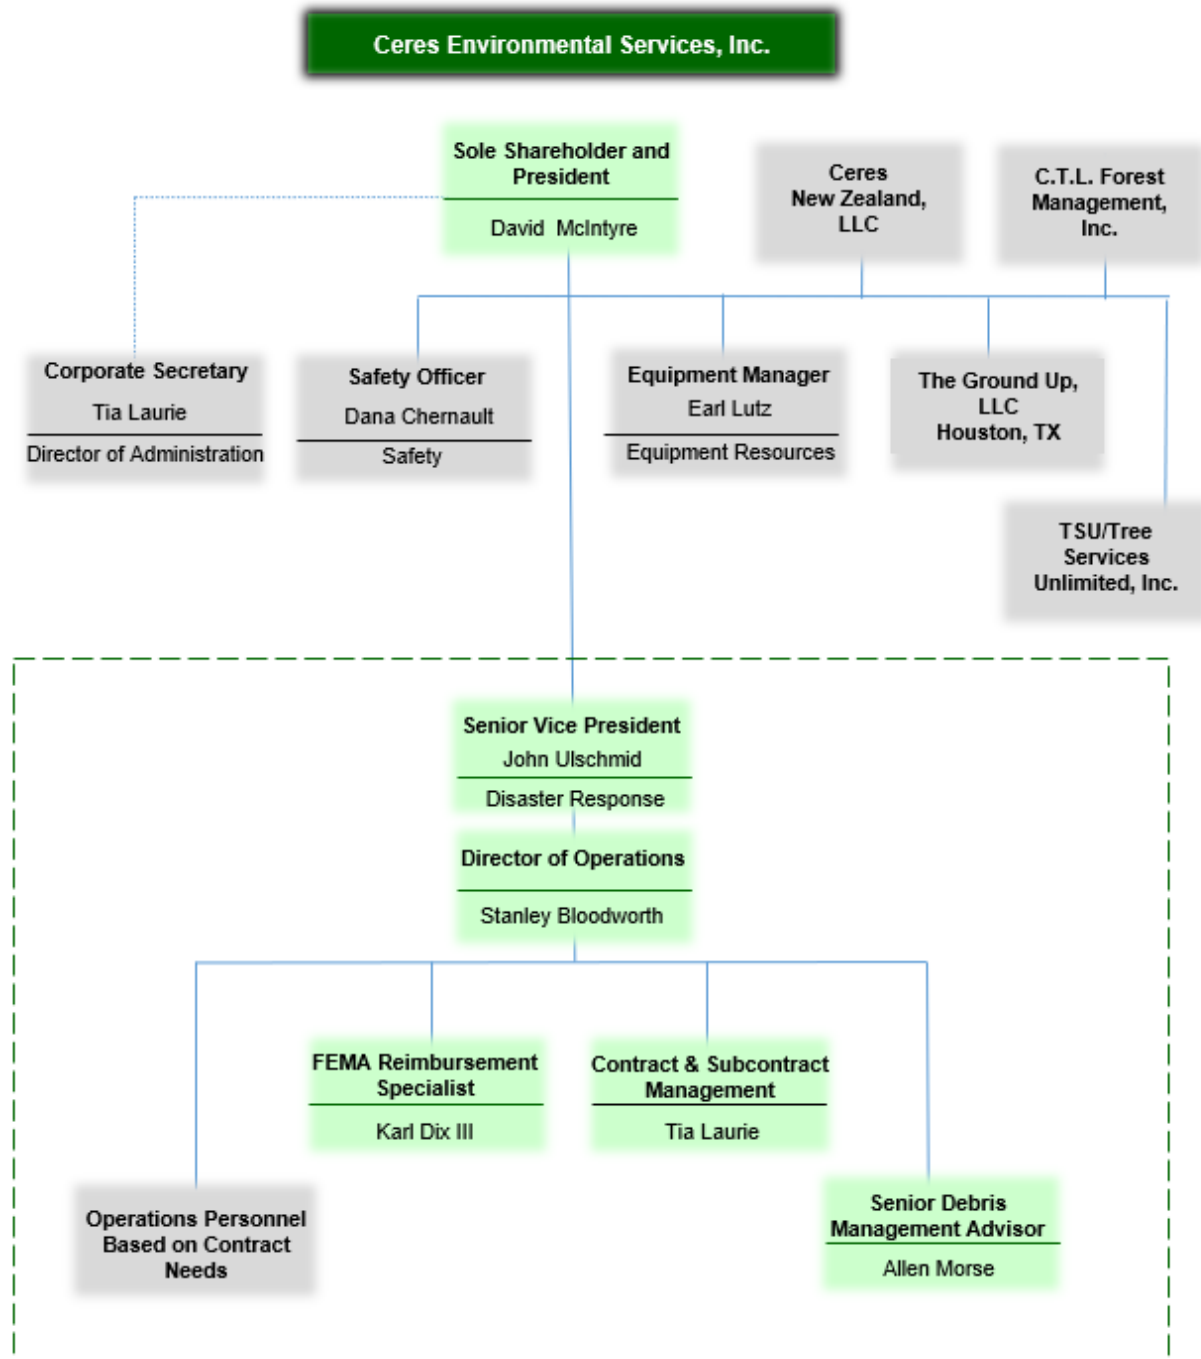 Ceres Environmental Services, Inc.
Sole Shareholder and
President
David McIntyre
Ceres
New Zealand,
LLC
C.T.L. Forest
Management,
Inc.
Corporate Secretary
Tia Laurie
Director of Administration
Safety Officer
Dana Chernault
Safety
Equipment Manager
Earl Lutz
Equipment Resources
The Ground Up,
LLC
Houston, TX
TSU/Tree
Services
Unlimited, Inc.
Senior Vice President
John Ulschmid
Disaster Response
Director of Operations
Stanley Bloodworth
FEMA Reimbursement
Specialist
Karl Dix III
Contract & Subcontract
Management
Tia Laurie
Operations Personnel
Based on Contract
Needs
Senior Debris
Management Advisor
Allen Morse